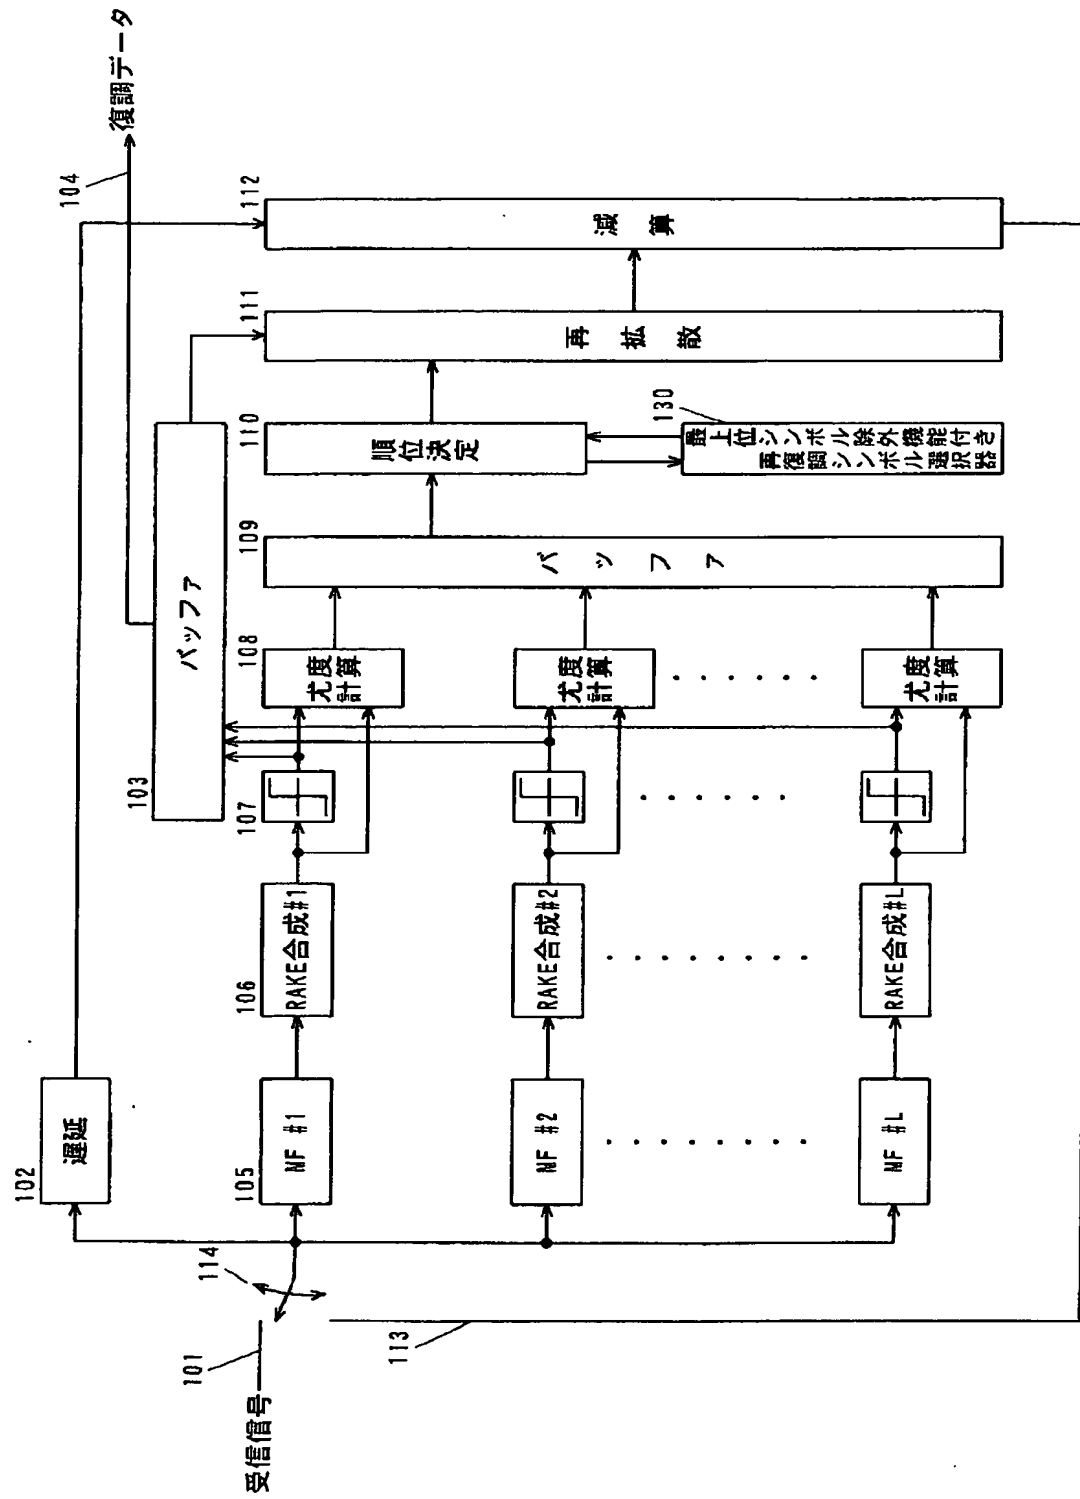 受信信号
101
114
113
102
遅延
105
MF #1
MF #2
MF #L
106
RAKE合成#1
RAKE合成#2
RAKE合成#L
107
103
バッファ
108
尤度
計算
尤度
計算
尤度
計算
109
バッファ
110
順位決定
130
最上位シンボル除外機能付き
再復調シンボル選択器
111
再拡散
112
減算
104
復調データ